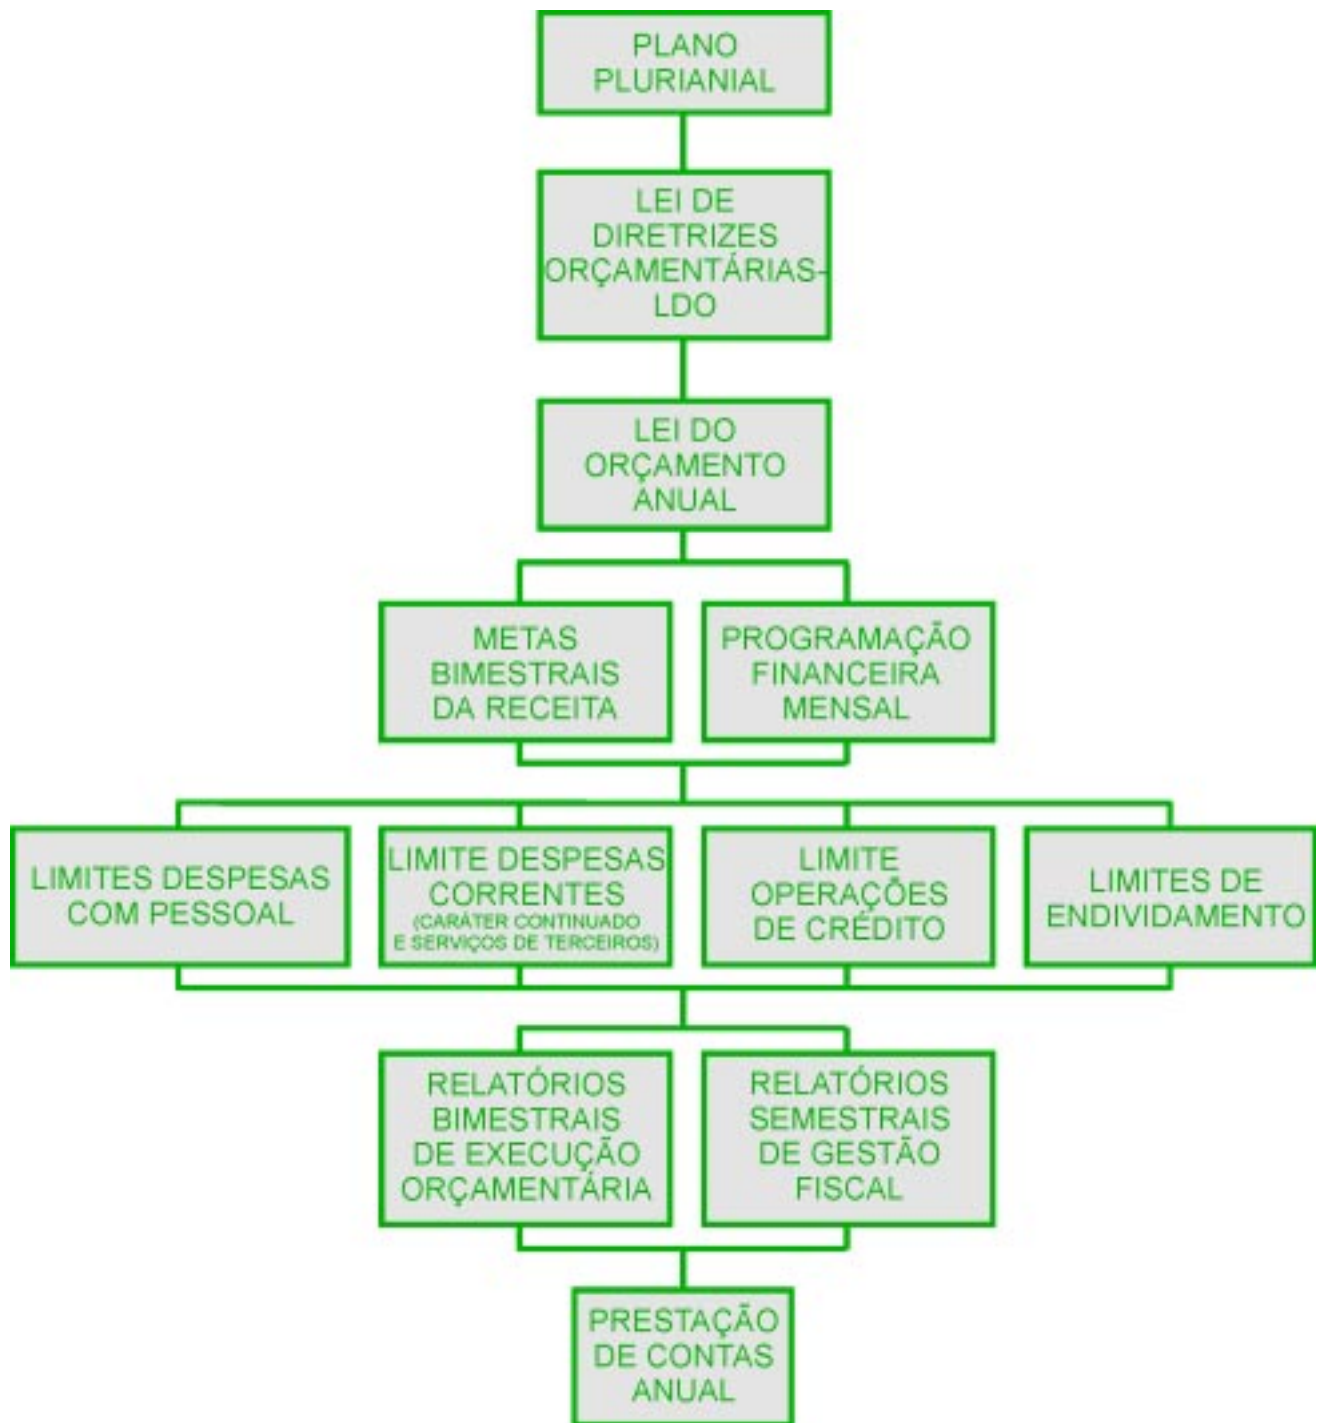 PLANO
PLURIANIAL
LEI DE
DIRETRIZES
ORÇAMENTÁRIAS-
LDO
LEI DO
ORÇAMENTO
ANUAL
METAS
BIMESTRAIS
DA RECEITA
PROGRAMAÇÃO
FINANCEIRA
MENSAL
LIMITES DESPESAS
COM PESSOAL
LIMITE DESPESAS
CORRENTES
(CARÁTER CONTINUADO
E SERVIÇOS DE TERCEIROS)
LIMITE
OPERAÇÕES
DE CRÉDITO
LIMITES DE
ENDIVIDAMENTO
RELATÓRIOS
BIMESTRAIS
DE EXECUÇÃO
ORÇAMENTÁRIA
RELATÓRIOS
SEMESTRAIS
DE GESTÃO
FISCAL
PRESTAÇÃO
DE CONTAS
ANUAL